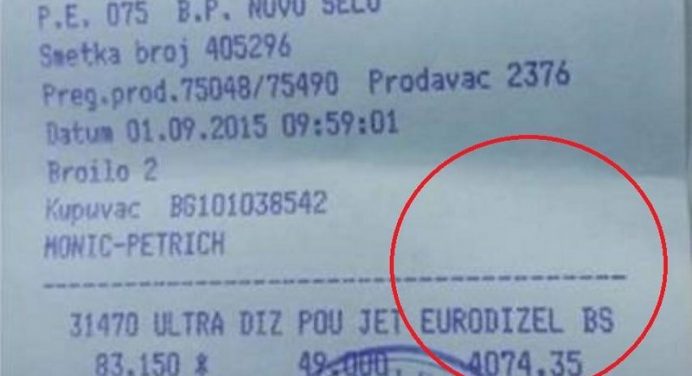 P.E. 075 B.P. NOVO SELO
Smetka broj 405296
Preg.prod.75048/75490 Prodavac 2376
Datum 01.09.2015 09:59:01
Broilo 2
Kupuvac BG101038542
MONIC-PETRICH
--------------------------------------------
31470 ULTRA DIZ POU JET EURODIZEL BS
83.150 * 49.000, 4074.35